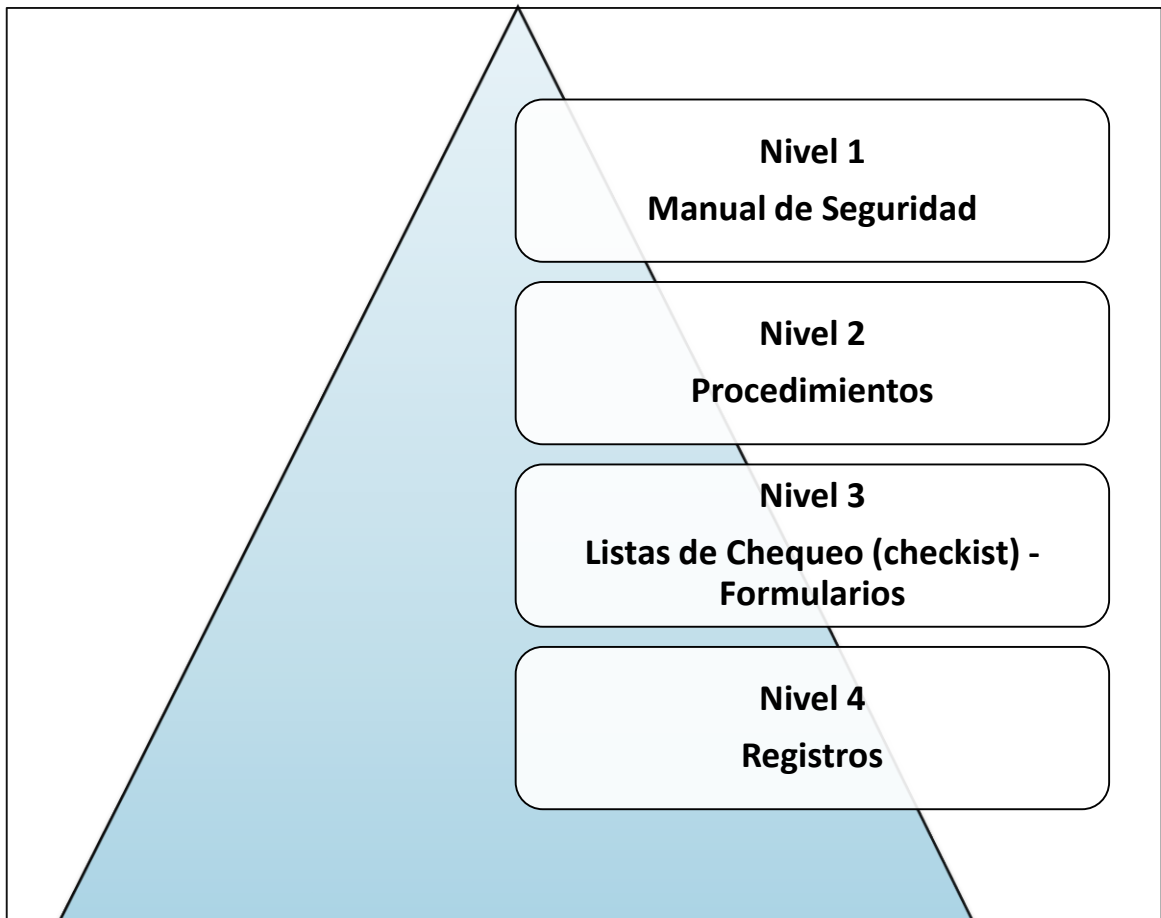 Nivel 1
Manual de Seguridad
Nivel 2
Procedimientos
Nivel 3
Listas de Chequeo (checkist) -
Formularios
Nivel 4
Registros